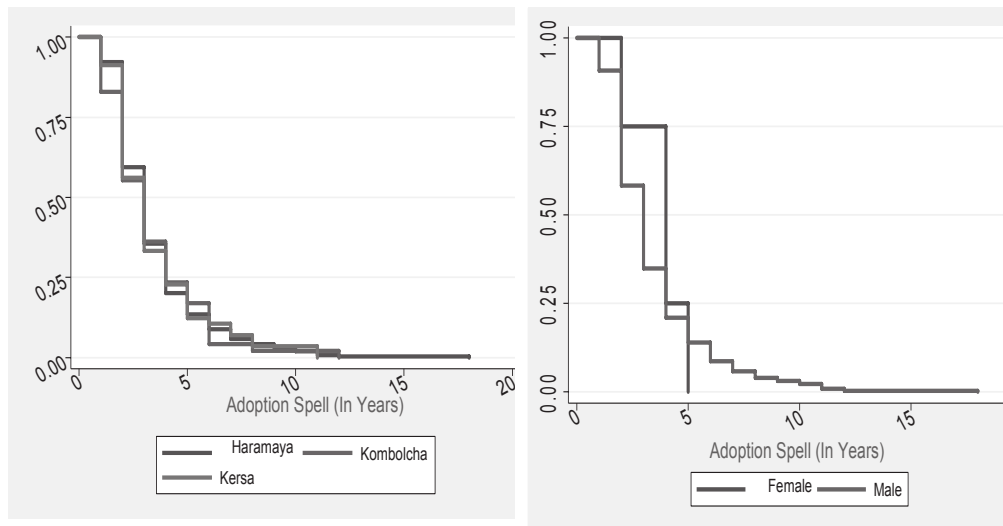 1.00
0.75
0.50
0.25
0.00
0 5 10 15 20
Adoption Spell (In Years)
Haramaya Kombolcha
Kersa
1.00
0.75
0.50
0.25
0.00
0 5 10 15
Adoption Spell (In Years)
Female Male